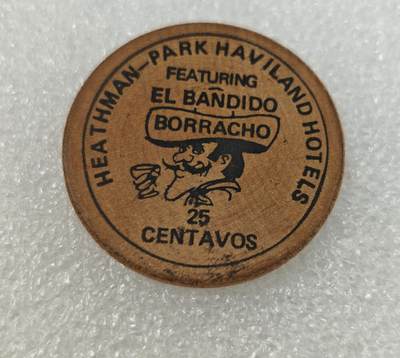 HEATHMAN—PARK HAVILAND HOTELS
FEATURING
EL BAÑDIDO
BORRACHO
25
CENTAVOS